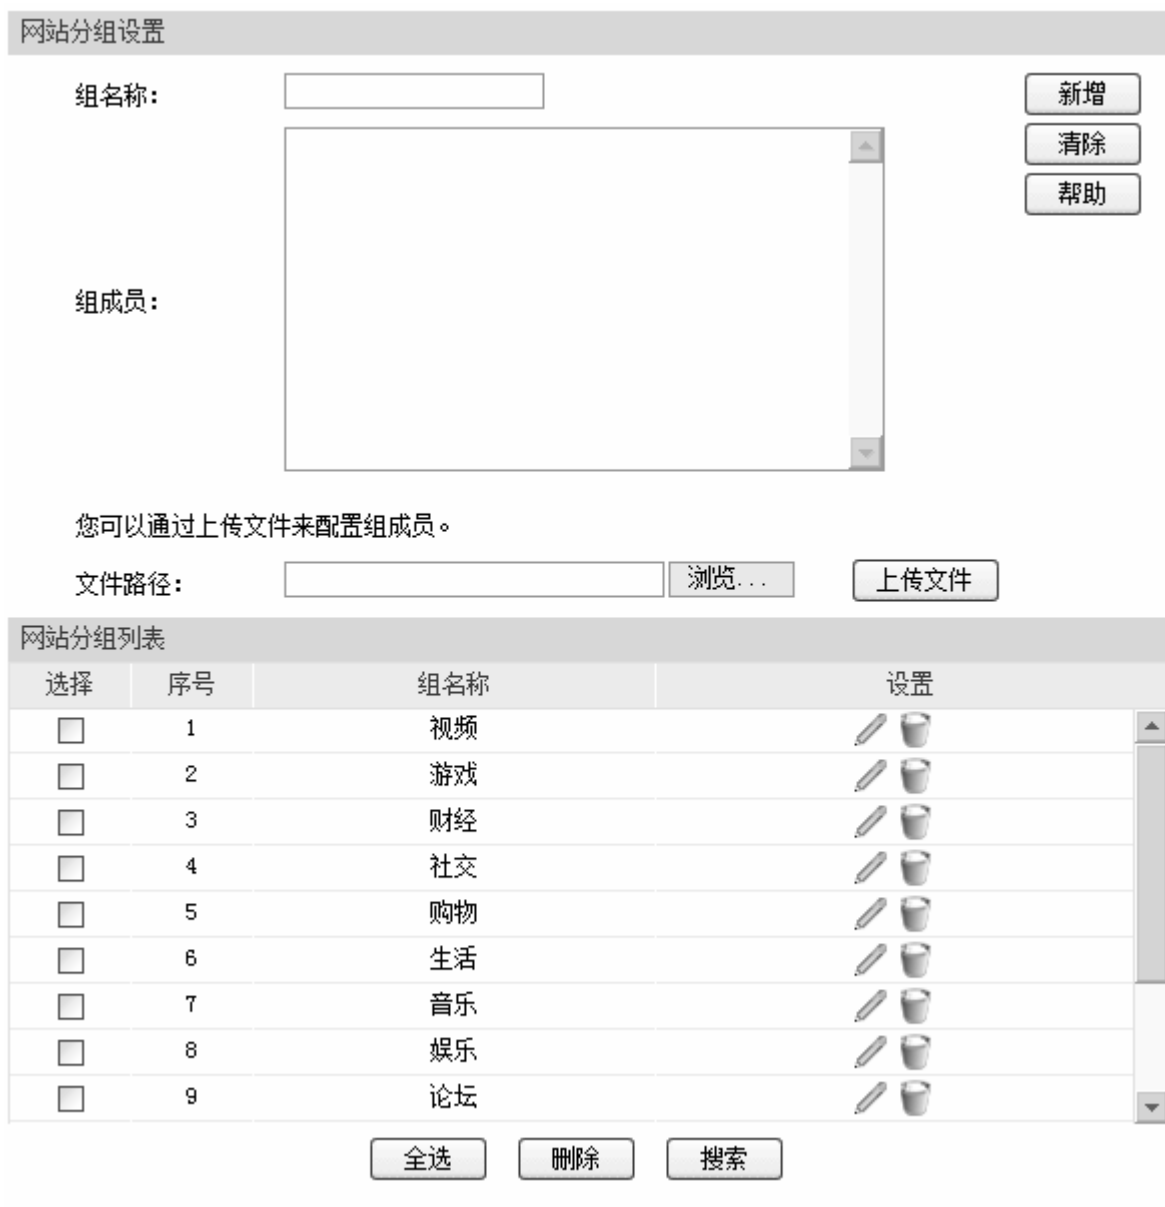 网站分组设置
组名称：
新增
清除
帮助
组成员：
您可以通过上传文件来配置组成员。
文件路径： 浏览... 上传文件
网站分组列表
选择 序号 组名称 设置
1 视频
2 游戏
3 财经
4 社交
5 购物
6 生活
7 音乐
8 娱乐
9 论坛
全选 删除 搜索